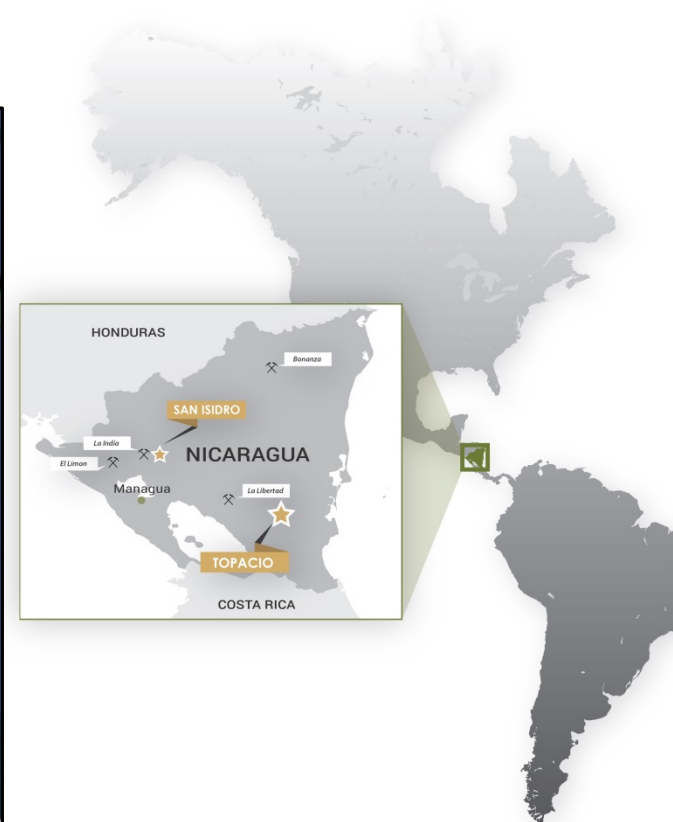 HONDURAS
Bonanza
SAN ISIDRO
La India
NICARAGUA
El Limon
Managua
La Libertad
TOPACIO
COSTA RICA